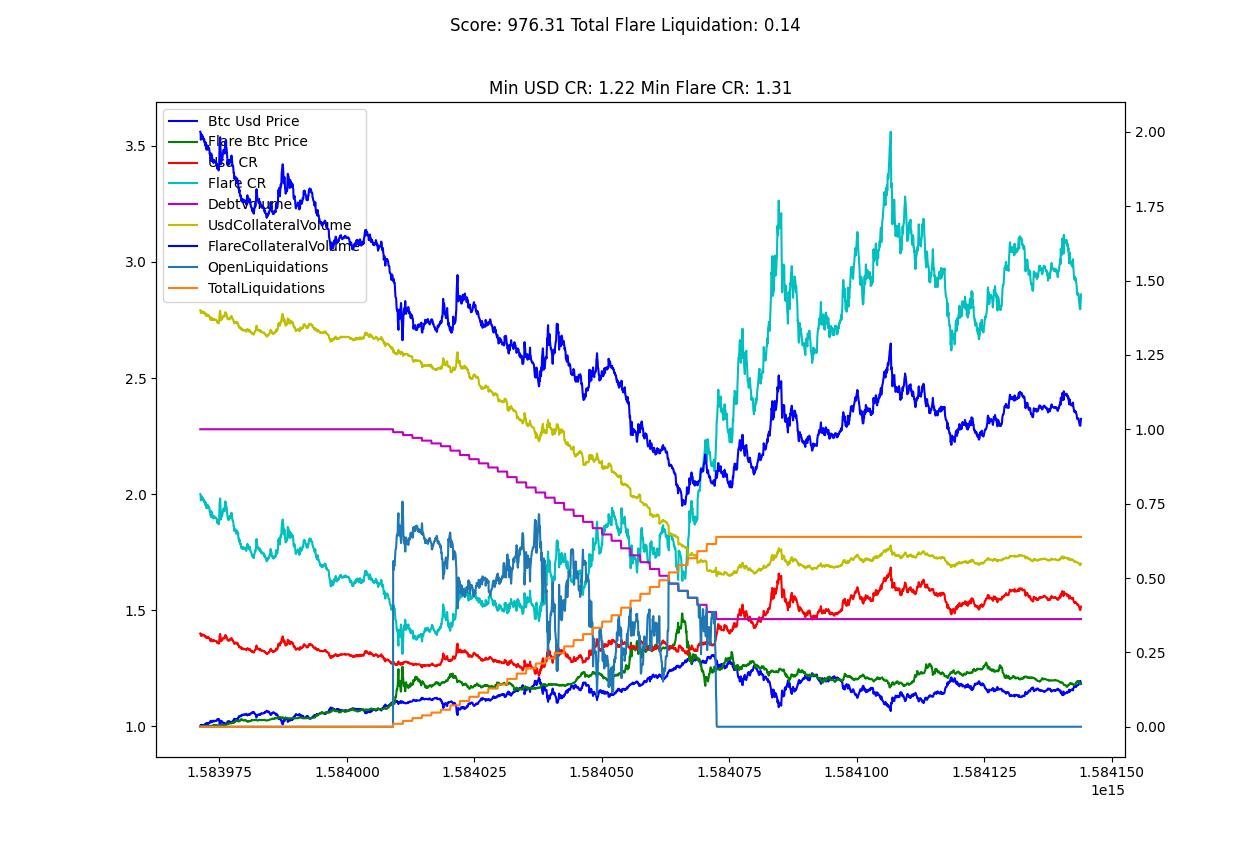 Score: 976.31 Total Flare Liquidation: 0.14
Min USD CR: 1.22 Min Flare CR: 1.31
Btc Usd Price
Flare Btc Price
Usd CR
Flare CR
DebtVolume
UsdCollateralVolume
FlareCollateralVolume
OpenLiquidations
TotalLiquidations
3.5
3.0
2.5
2.0
1.5
1.0
2.00
1.75
1.50
1.25
1.00
0.75
0.50
0.25
0.00
1.583975
1.584000
1.584025
1.584050
1.584075
1.584100
1.584125
1.584150
1e15